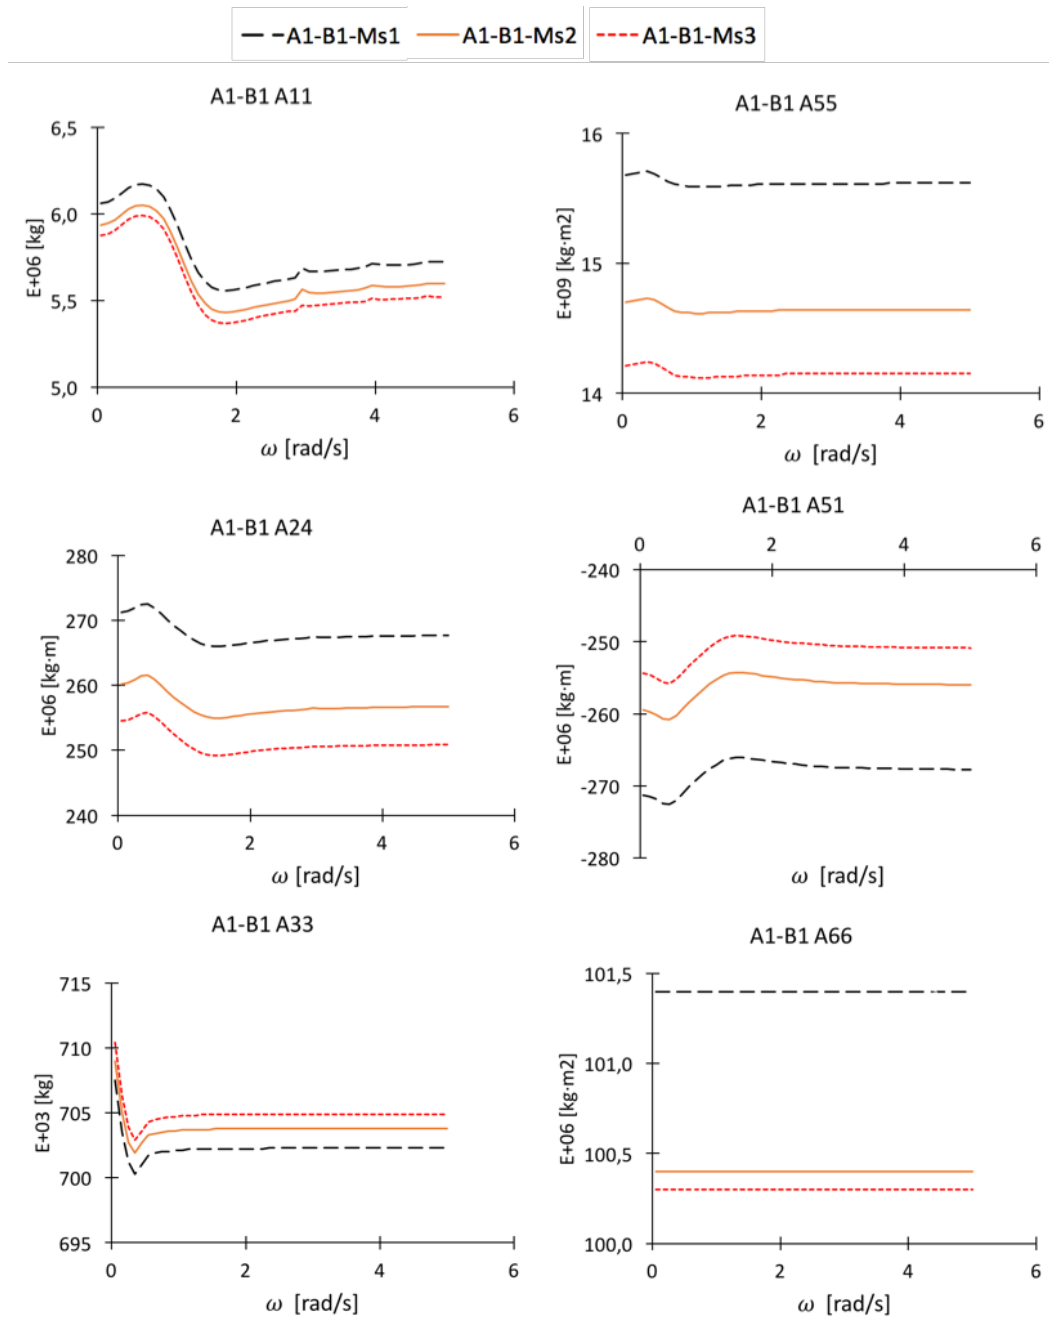 A1-B1-Ms1 A1-B1-Ms2 A1-B1-Ms3
A1-B1 A11
E+06 [kg]
6,5
6,0
5,5
5,0
0 2 4 6
ω [rad/s]
A1-B1 A55
E+09 [kg·m2]
16
15
14
0 2 4 6
ω [rad/s]
A1-B1 A24
E+06 [kg·m]
280
270
260
250
240
0 2 4 6
ω [rad/s]
A1-B1 A51
0 2 4 6
E+06 [kg·m]
-240
-250
-260
-270
-280
ω [rad/s]
A1-B1 A33
E+03 [kg]
715
710
705
700
695
0 2 4 6
ω [rad/s]
A1-B1 A66
E+06 [kg·m2]
101,5
101,0
100,5
100,0
0 2 4 6
ω [rad/s]